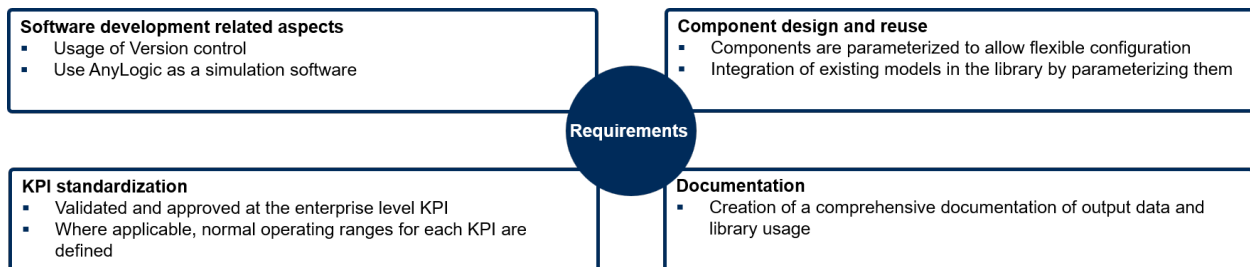 Software development related aspects
▪ Usage of Version control
▪ Use AnyLogic as a simulation software
Component design and reuse
▪ Components are parameterized to allow flexible configuration
▪ Integration of existing models in the library by parameterizing them
Requirements
KPI standardization
▪ Validated and approved at the enterprise level KPI
▪ Where applicable, normal operating ranges for each KPI are
defined
Documentation
▪ Creation of a comprehensive documentation of output data and
library usage